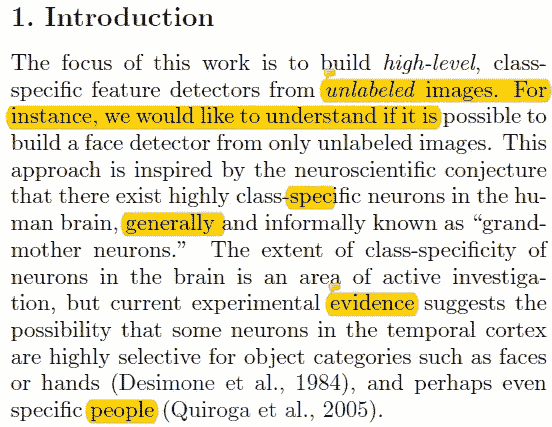 1. Introduction
The focus of this work is to build high-level, class-
specific feature detectors from unlabeled images. For
instance, we would like to understand if it is possible to
build a face detector from only unlabeled images. This
approach is inspired by the neuroscientific conjecture
that there exist highly class-specific neurons in the hu-
man brain, generally and informally known as “grand-
mother neurons.” The extent of class-specificity of
neurons in the brain is an area of active investiga-
tion, but current experimental evidence suggests the
possibility that some neurons in the temporal cortex
are highly selective for object categories such as faces
or hands (Desimone et al., 1984), and perhaps even
specific people (Quiroga et al., 2005).